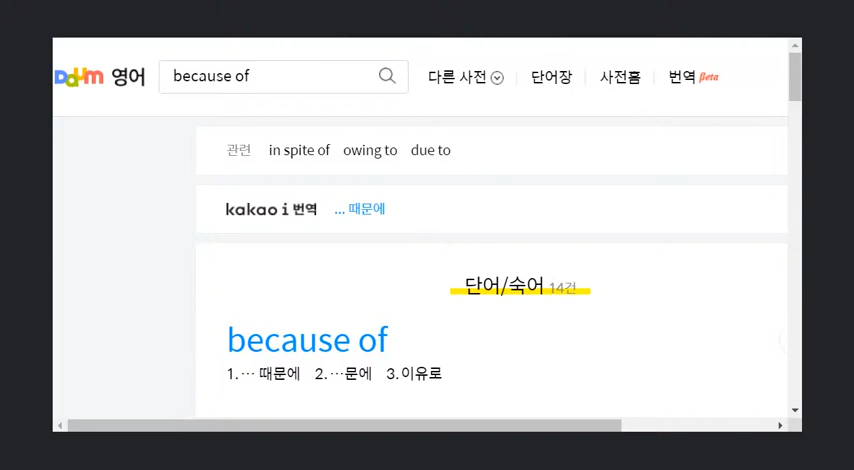 Daum 영어 because of 다른 사전 단어장 사전홈 번역 Beta
관련 in spite of owing to due to
kakao i 번역 ... 때문에
단어/숙어 14건
because of
1.··· 때문에 2.···문에 3.이유로